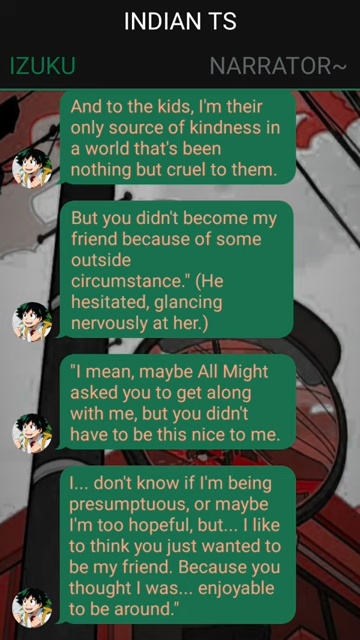 INDIAN TS
IZUKU
NARRATOR~
And to the kids, I'm their
only source of kindness in
a world that's been
nothing but cruel to them.
But you didn't become my
friend because of some
outside
circumstance." (He
hesitated, glancing
nervously at her.)
"I mean, maybe All Might
asked you to get along
with me, but you didn't
have to be this nice to me.
I... don't know if I'm being
presumptuous, or maybe
I'm too hopeful, but... I like
to think you just wanted to
be my friend. Because you
thought I was... enjoyable
to be around."